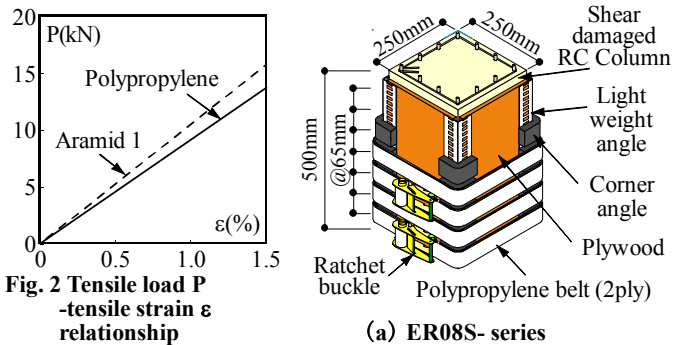 20
P(kN)
15
Polypropylene
10
Aramid 1
5
ε(%)
0
0
0.5
1.0
1.5
Fig. 2 Tensile load P
-tensile strain ε
relationship
250mm
250mm
Shear
damaged
RC Column
500mm
@65mm
Light
weight
angle
Corner
angle
Plywood
Ratchet
buckle
Polypropylene belt (2ply)
(a) ER08S- series